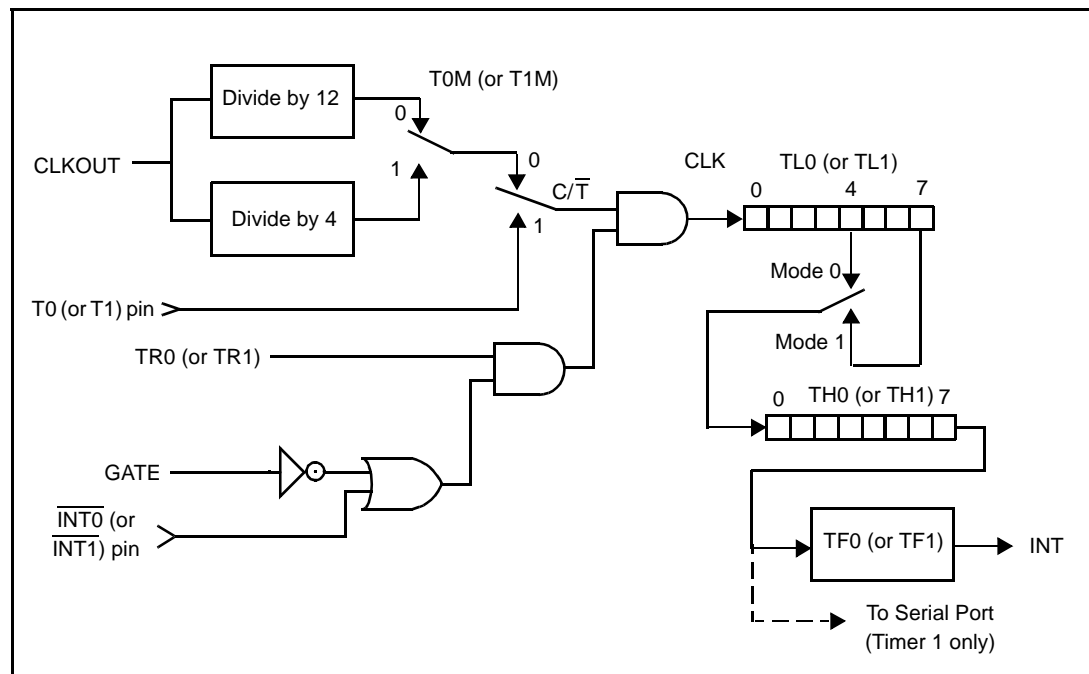 T0M (or T1M)
Divide by 12
0
CLKOUT
1
0
Divide by 4
C/T̅
1
CLK
TL0 (or TL1)
0 4 7
T0 (or T1) pin
Mode 0
Mode 1
TR0 (or TR1)
0 TH0 (or TH1) 7
GATE
I̅N̅T̅0̅ (or
I̅N̅T̅1̅) pin
TF0 (or TF1)
INT
To Serial Port
(Timer 1 only)